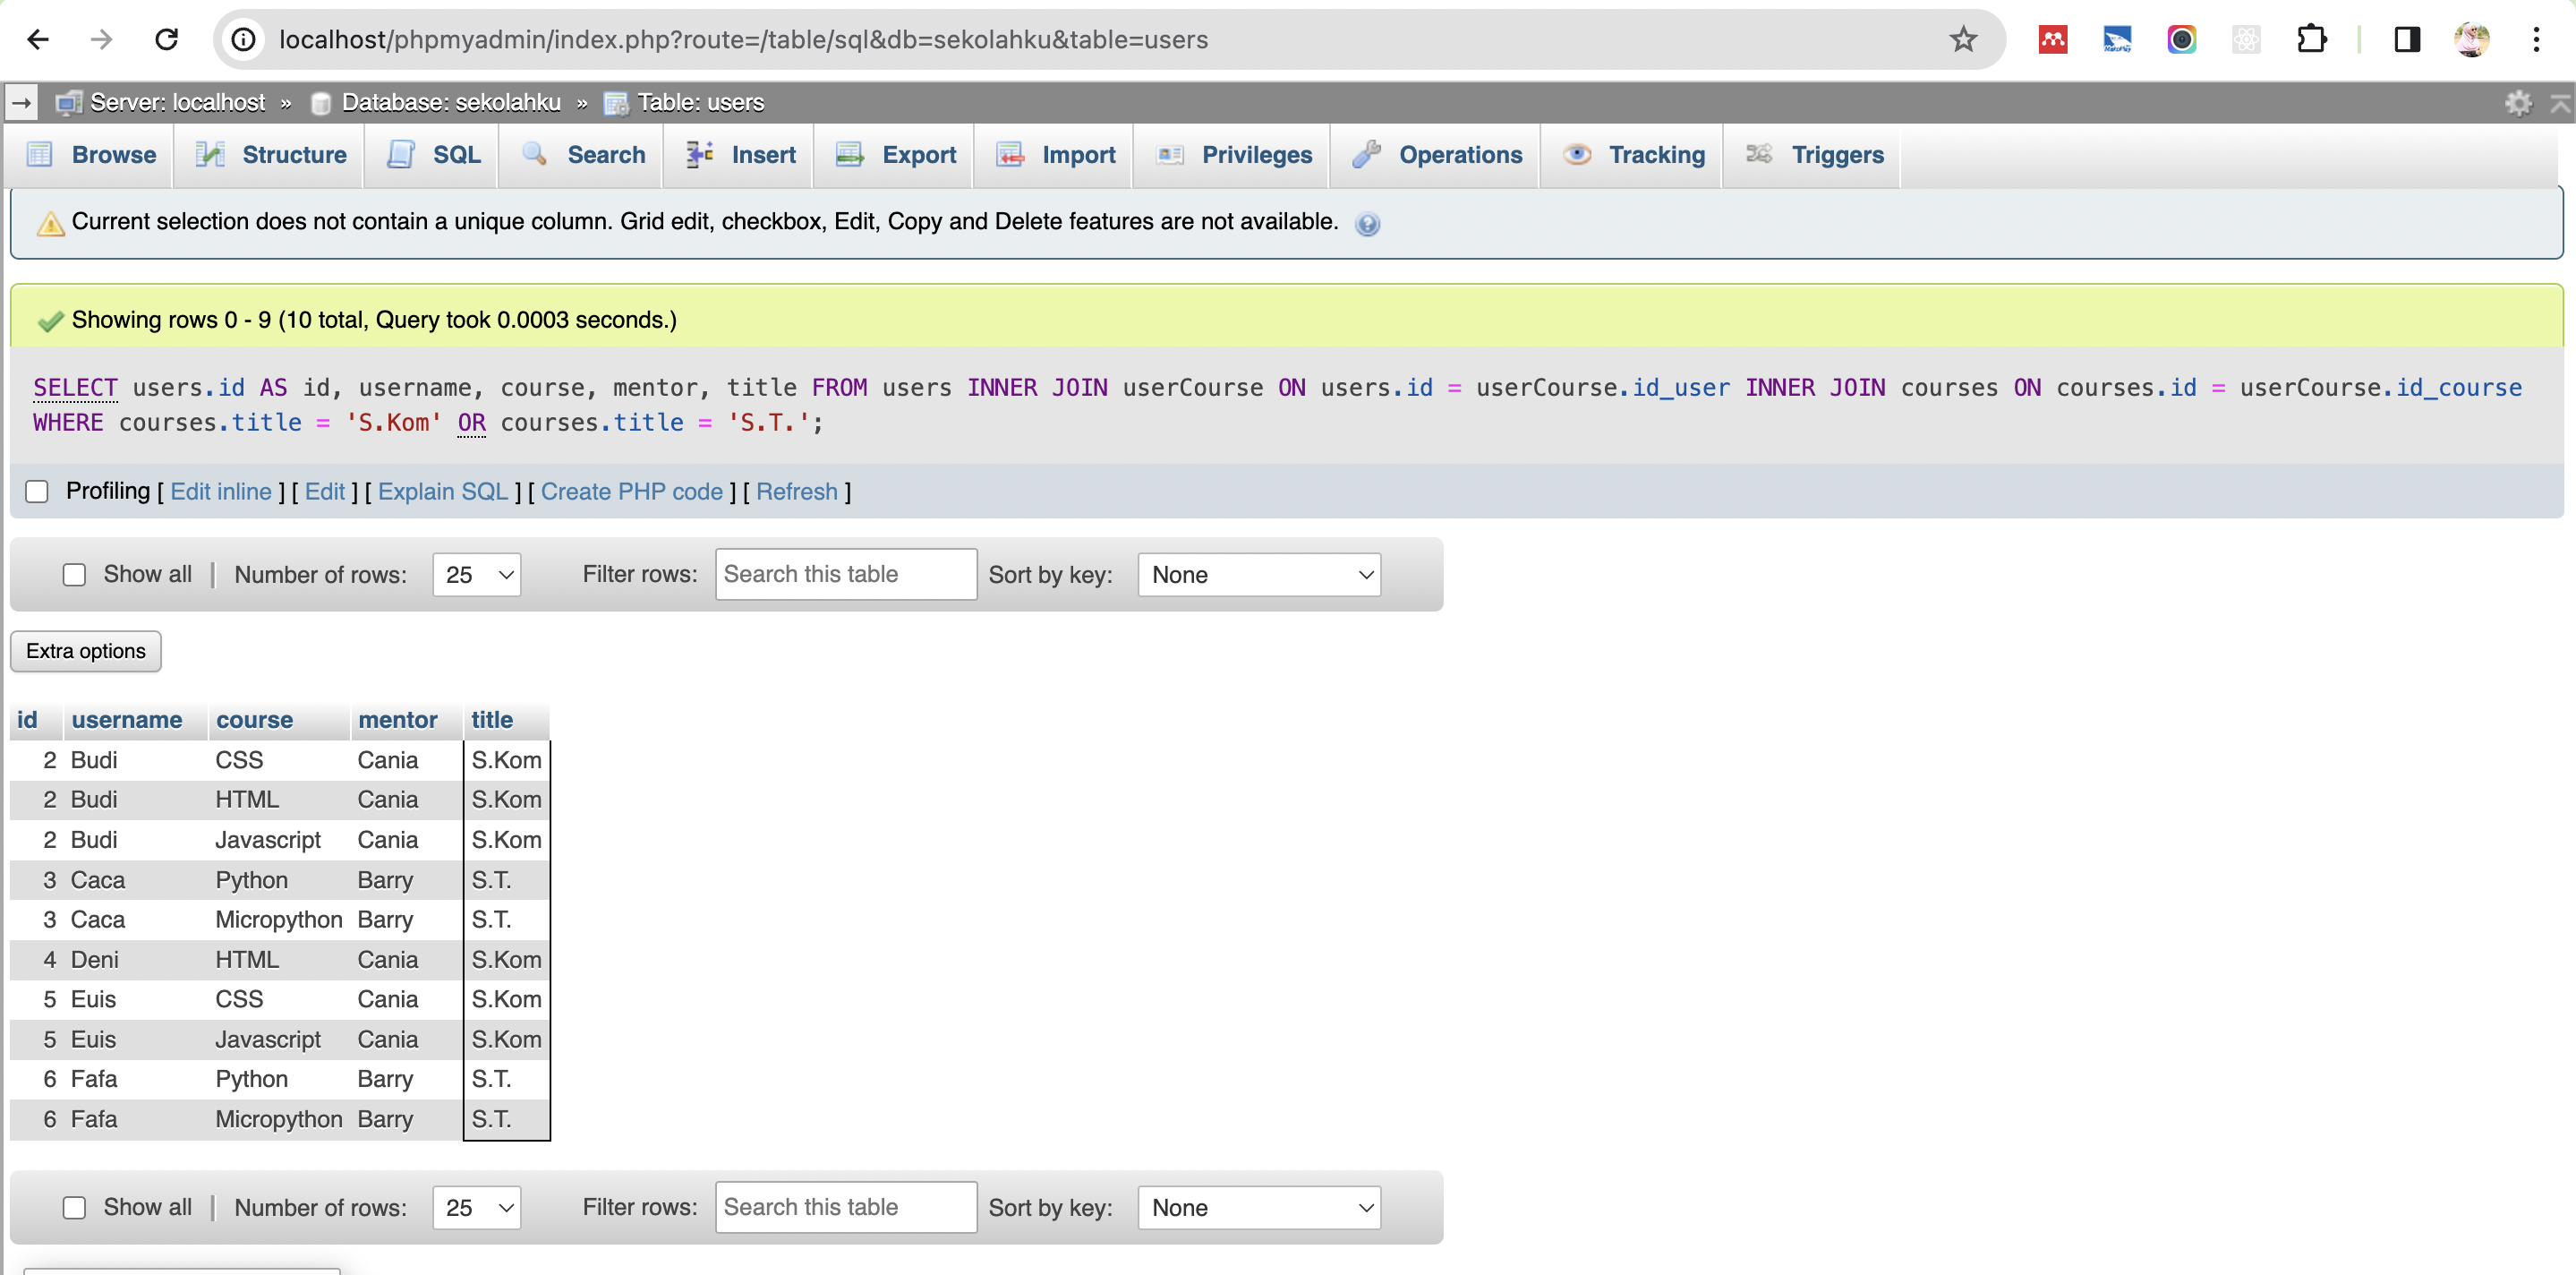 localhost/phpmyadmin/index.php?route=/table/sql&db=sekolahku&table=users
Server: localhost » Database: sekolahku » Table: users
Browse Structure SQL Search Insert Export Import Privileges Operations Tracking Triggers
Current selection does not contain a unique column. Grid edit, checkbox, Edit, Copy and Delete features are not available.
Showing rows 0 - 9 (10 total, Query took 0.0003 seconds.)
SELECT users.id AS id, username, course, mentor, title FROM users INNER JOIN userCourse ON users.id = userCourse.id_user INNER JOIN courses ON courses.id = userCourse.id_course
WHERE courses.title = 'S.Kom' OR courses.title = 'S.T.';
Profiling [ Edit inline ] [ Edit ] [ Explain SQL ] [ Create PHP code ] [ Refresh ]
Show all | Number of rows: 25 Filter rows: Search this table Sort by key: None
Extra options
id username course mentor title
2 Budi CSS Cania S.Kom
2 Budi HTML Cania S.Kom
2 Budi Javascript Cania S.Kom
3 Caca Python Barry S.T.
3 Caca Micropython Barry S.T.
4 Deni HTML Cania S.Kom
5 Euis CSS Cania S.Kom
5 Euis Javascript Cania S.Kom
6 Fafa Python Barry S.T.
6 Fafa Micropython Barry S.T.
Show all | Number of rows: 25 Filter rows: Search this table Sort by key: None